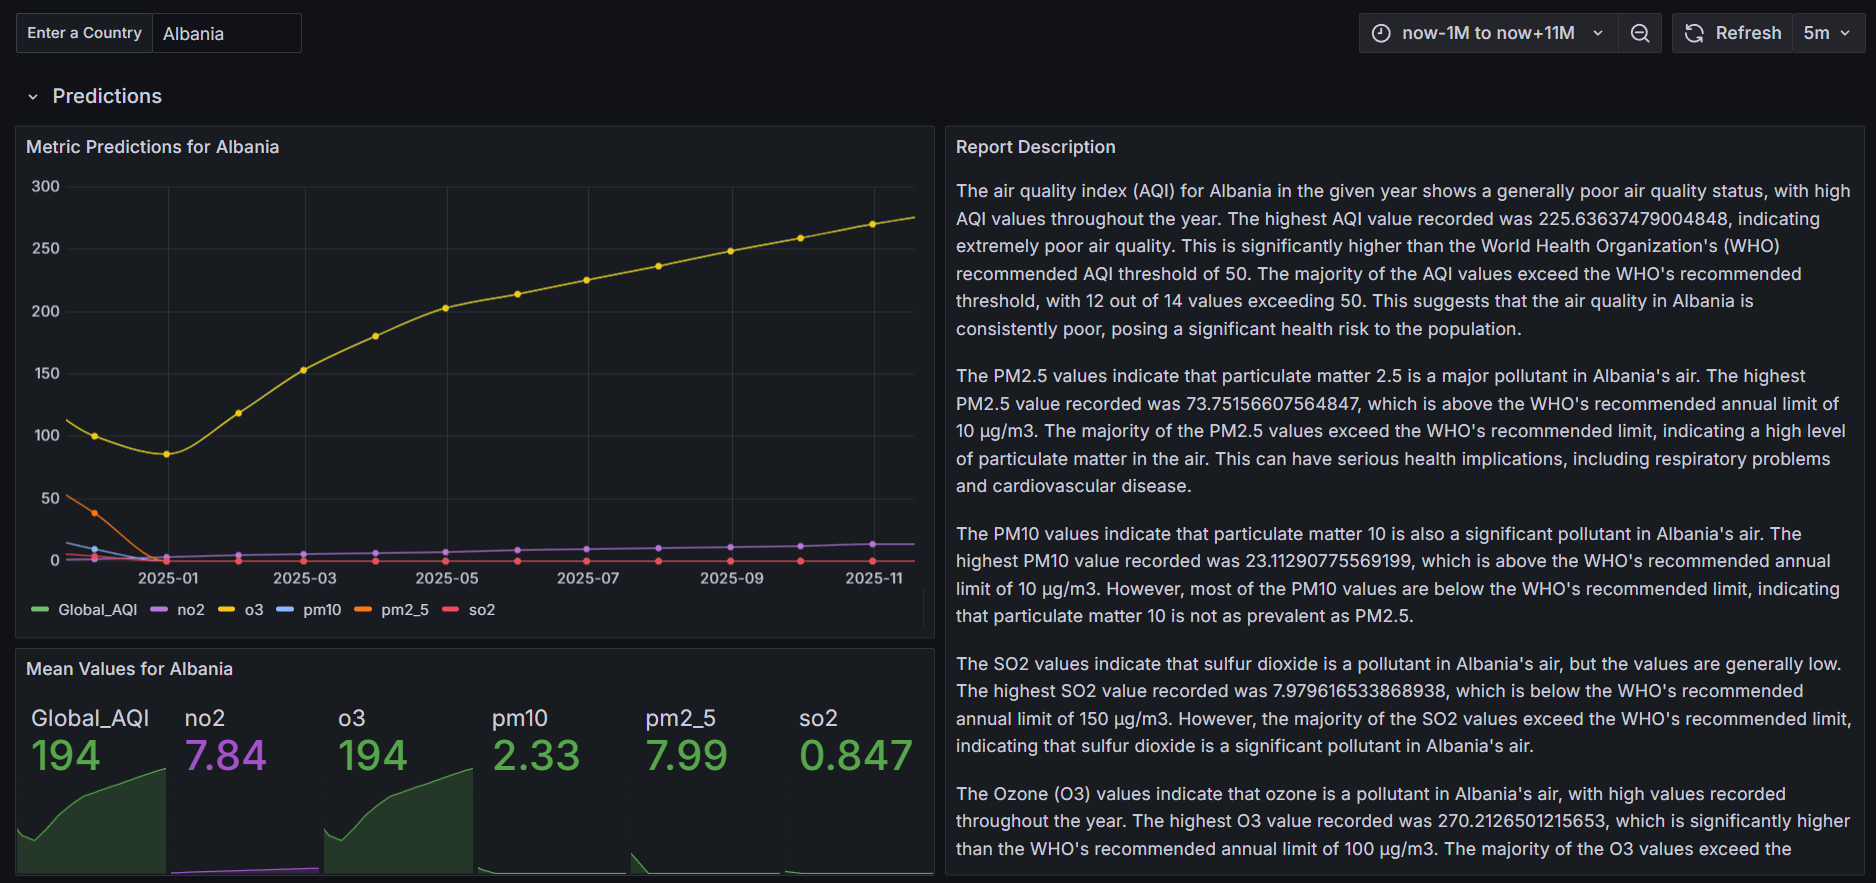 Enter a Country
Albania
now-1M to now+11M
Refresh
5m
Predictions
Metric Predictions for Albania
300
250
200
150
100
50
0
2025-01
2025-03
2025-05
2025-07
2025-09
2025-11
Global_AQI
no2
o3
pm10
pm2_5
so2
Mean Values for Albania
Global_AQI
194
no2
7.84
o3
194
pm10
2.33
pm2_5
7.99
so2
0.847
Report Description
The air quality index (AQI) for Albania in the given year shows a generally poor air quality status, with high
AQI values throughout the year. The highest AQI value recorded was 225.63637479004848, indicating
extremely poor air quality. This is significantly higher than the World Health Organization's (WHO)
recommended AQI threshold of 50. The majority of the AQI values exceed the WHO's recommended
threshold, with 12 out of 14 values exceeding 50. This suggests that the air quality in Albania is
consistently poor, posing a significant health risk to the population.
The PM2.5 values indicate that particulate matter 2.5 is a major pollutant in Albania's air. The highest
PM2.5 value recorded was 73.75156607564847, which is above the WHO's recommended annual limit of
10 μg/m3. The majority of the PM2.5 values exceed the WHO's recommended limit, indicating a high level
of particulate matter in the air. This can have serious health implications, including respiratory problems
and cardiovascular disease.
The PM10 values indicate that particulate matter 10 is also a significant pollutant in Albania's air. The
highest PM10 value recorded was 23.11290775569199, which is above the WHO's recommended annual
limit of 10 μg/m3. However, most of the PM10 values are below the WHO's recommended limit, indicating
that particulate matter 10 is not as prevalent as PM2.5.
The SO2 values indicate that sulfur dioxide is a pollutant in Albania's air, but the values are generally low.
The highest SO2 value recorded was 7.979616533868938, which is below the WHO's recommended
annual limit of 150 μg/m3. However, the majority of the SO2 values exceed the WHO's recommended limit,
indicating that sulfur dioxide is a significant pollutant in Albania's air.
The Ozone (O3) values indicate that ozone is a pollutant in Albania's air, with high values recorded
throughout the year. The highest O3 value recorded was 270.2126501215653, which is significantly higher
than the WHO's recommended annual limit of 100 μg/m3. The majority of the O3 values exceed the